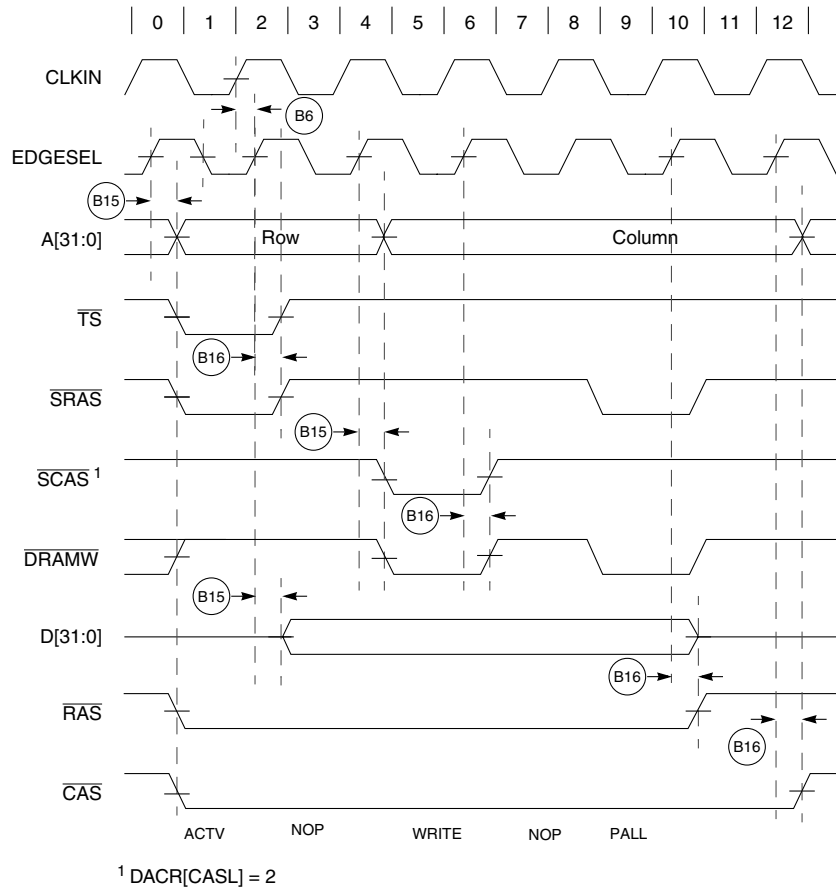 0 1 2 3 4 5 6 7 8 9 10 11 12
CLKIN
B6
EDGESEL
B15
A[31:0] Row Column
TS
B16
SRAS
B15
SCAS 1
B16
DRAMW
B15
D[31:0]
B16
RAS
B16
CAS
ACTV NOP WRITE NOP PALL
1 DACR[CASL] = 2